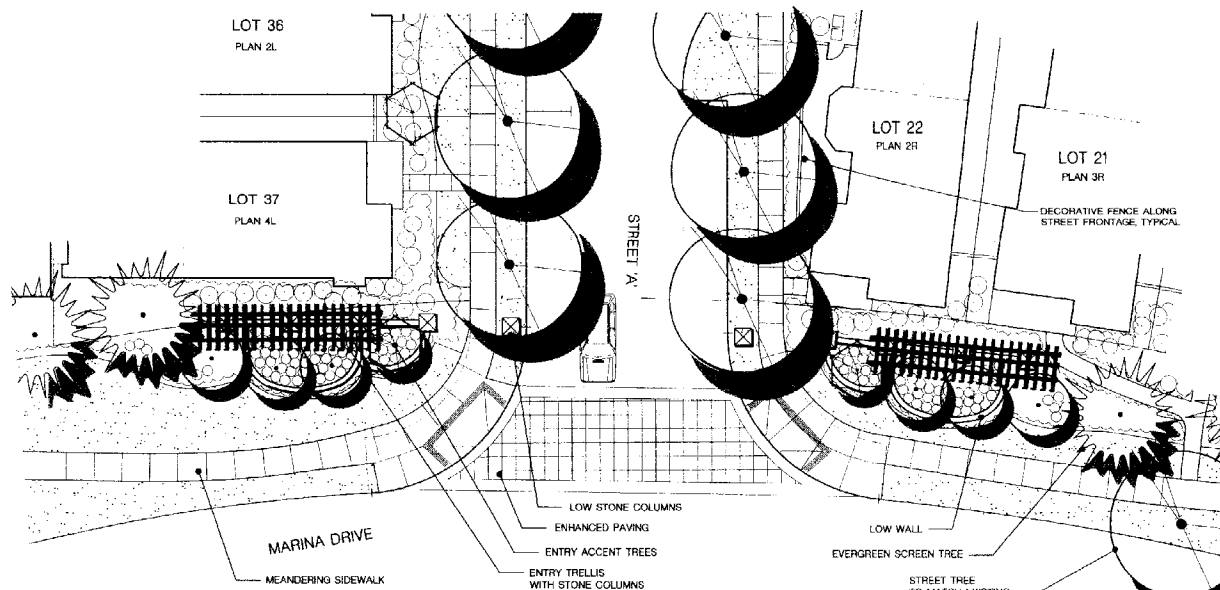 LOT 36
PLAN 2L
LOT 37
PLAN 4L
STREET 'A'
LOT 22
PLAN 2R
LOT 21
PLAN 3R
DECORATIVE FENCE ALONG
STREET FRONTAGE, TYPICAL
MARINA DRIVE
MEANDERING SIDEWALK
LOW STONE COLUMNS
ENHANCED PAVING
ENTRY ACCENT TREES
ENTRY TRELLIS
WITH STONE COLUMNS
LOW WALL
EVERGREEN SCREEN TREE
STREET TREE